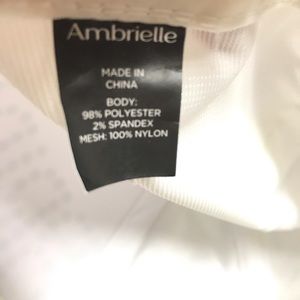 Ambrielle
MADE IN
CHINA
BODY:
98% POLYESTER
2% SPANDEX
MESH: 100% NYLON